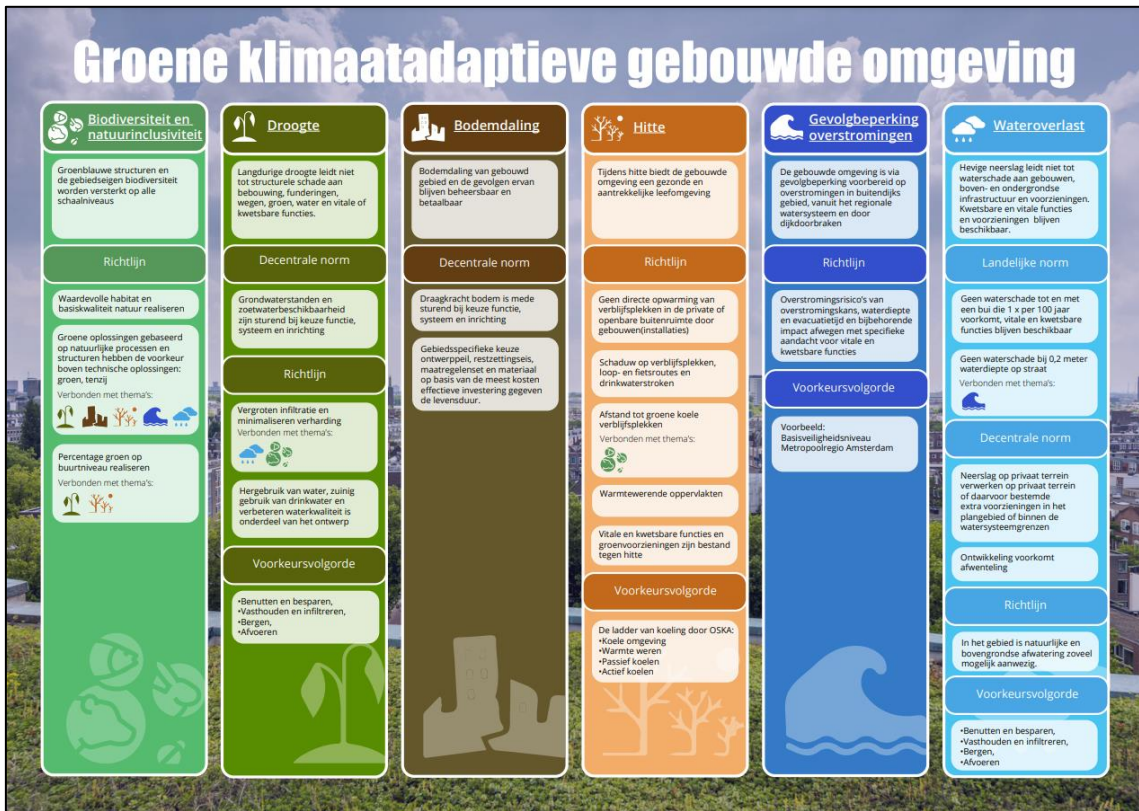 Groene klimaatadaptieve gebouwde omgeving
Biodiversiteit en
natuurinclusiviteit
Groenblauwe structuren en
de gebiedseigen biodiversiteit
worden versterkt op alle
schaalniveaus
Richtlijn
Waardevolle habitat en
basiskwaliteit natuur realiseren
Groene oplossingen gebaseerd
op natuurlijke processen en
structuren hebben de voorkeur
boven technische oplossingen:
groen, tenzij
Verbonden met thema's:
Percentage groen op
buurtniveau realiseren
Verbonden met thema's:
Droogte
Langdurige droogte leidt niet
tot structurele schade aan
bebouwing, funderingen,
wegen, groen, water en vitale of
kwetsbare functies.
Decentrale norm
Grondwaterstanden en
zoetwaterbeschikbaarheid
zijn sturend bij keuze functie,
systeem en inrichting
Richtlijn
Vergroten infiltratie en
minimaliseren verharding
Verbonden met thema's:
Hergebruik van water, zuinig
gebruik van drinkwater en
verbeteren waterkwaliteit is
onderdeel van het ontwerp
Voorkeursvolgorde
•Benutten en besparen,
•Vasthouden en infiltreren,
•Bergen,
•Afvoeren
Bodemdaling
Bodemdaling van gebouwd
gebied en de gevolgen ervan
blijven beheersbaar en
betaalbaar
Decentrale norm
Draagkracht bodem is mede
sturend bij keuze functie,
systeem en inrichting
Gebiedsspecifieke keuze
ontwerppeil, restzettingseis,
maatregelenset en materiaal
op basis van de meest kosten
effectieve investering gegeven
de levensduur.
Hitte
Tijdens hitte biedt de gebouwde
omgeving een gezonde en
aantrekkelijke leefomgeving
Richtlijn
Geen directe opwarming van
verblijfsplekken in de private of
openbare buitenruimte door
gebouwen(installaties)
Schaduw op verblijfsplekken,
loop- en fietsroutes en
drinkwaterstroken
Afstand tot groene koele
verblijfsplekken
Verbonden met thema's:
Warmtewerende oppervlakten
Vitale en kwetsbare functies en
groenvoorzieningen zijn bestand
tegen hitte
Voorkeursvolgorde
De ladder van koeling door OSKA:
•Koele omgeving
•Warmte weren
•Passief koelen
•Actief koelen
Gevolgbeperking
overstromingen
De gebouwde omgeving is via
gevolgbeperking voorbereid op
overstromingen in buitendijks
gebied, vanuit het regionale
watersysteem en door
dijkdoorbraken
Richtlijn
Overstromingsrisico's van
overstromingskans, waterdiepte
en evacuatietijd en bijbehorende
impact afwegen met specifieke
aandacht voor vitale en
kwetsbare functies
Voorkeursvolgorde
Voorbeeld:
Basisveiligheidsniveau
Metropoolregio Amsterdam
Wateroverlast
Hevige neerslag leidt niet tot
waterschade aan gebouwen,
boven- en ondergrondse
infrastructuur en voorzieningen.
Kwetsbare en vitale functies
en voorzieningen blijven
beschikbaar.
Landelijke norm
Geen waterschade tot en met
een bui die 1 x per 100 jaar
voorkomt, vitale en kwetsbare
functies blijven beschikbaar
Geen waterschade bij 0,2 meter
waterdiepte op straat
Verbonden met thema's:
Decentrale norm
Neerslag op privaat terrein
verwerken op privaat terrein
of daarvoor bestemde
extra voorzieningen in het
plangebied of binnen de
watersysteemgrenzen
Ontwikkeling voorkomt
afwenteling
Richtlijn
In het gebied is natuurlijke en
bovengrondse afwatering zoveel
mogelijk aanwezig.
Voorkeursvolgorde
•Benutten en besparen,
•Vasthouden en infiltreren,
•Bergen,
•Afvoeren